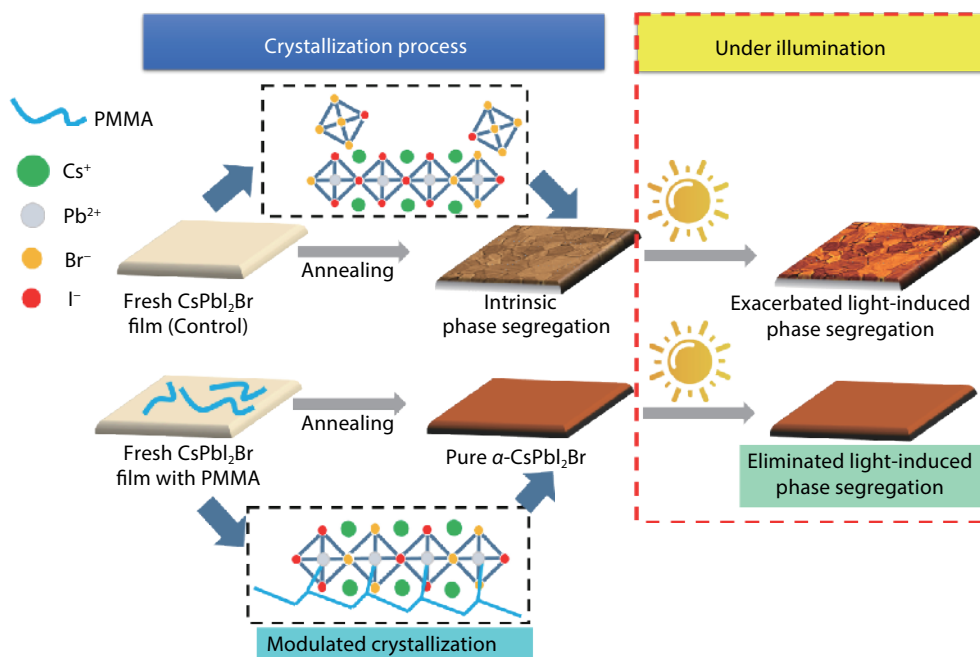 Crystallization process
Under illumination
PMMA
Cs⁺
Pb²⁺
Br⁻
I⁻
Annealing
Fresh CsPbI₂Br
film (Control)
Intrinsic
phase segregation
Exacerbated light-induced
phase segregation
Annealing
Fresh CsPbI₂Br
film with PMMA
Pure α-CsPbI₂Br
Eliminated light-induced
phase segregation
Modulated crystallization